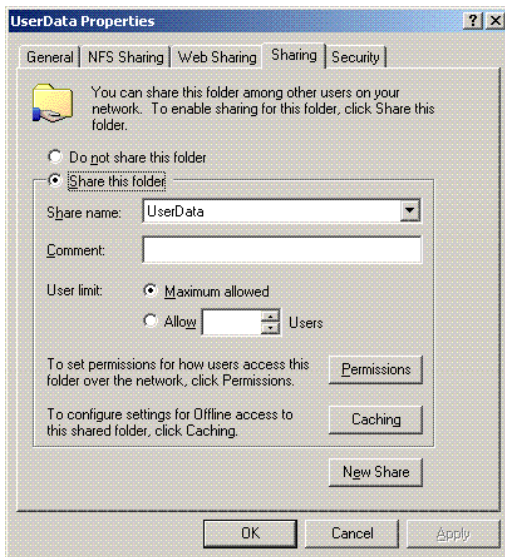 UserData Properties
General NFS Sharing Web Sharing Sharing Security
You can share this folder among other users on your
network. To enable sharing for this folder, click Share this
folder.
Do not share this folder
Share this folder
Share name: UserData
Comment:
User limit: Maximum allowed
Allow Users
To set permissions for how users access this
folder over the network, click Permissions.
Permissions
To configure settings for Offline access to
this shared folder, click Caching.
Caching
New Share
OK Cancel Apply